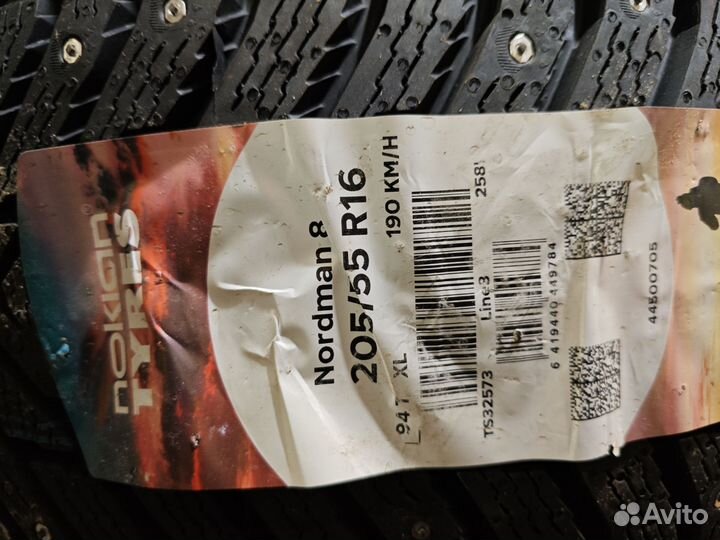 nokian®
TYRES
Nordman 8
205/55 R16
94 T XL
190 KM/H
TS32573
Line3
258
6 419440 449784
44500705
Avito